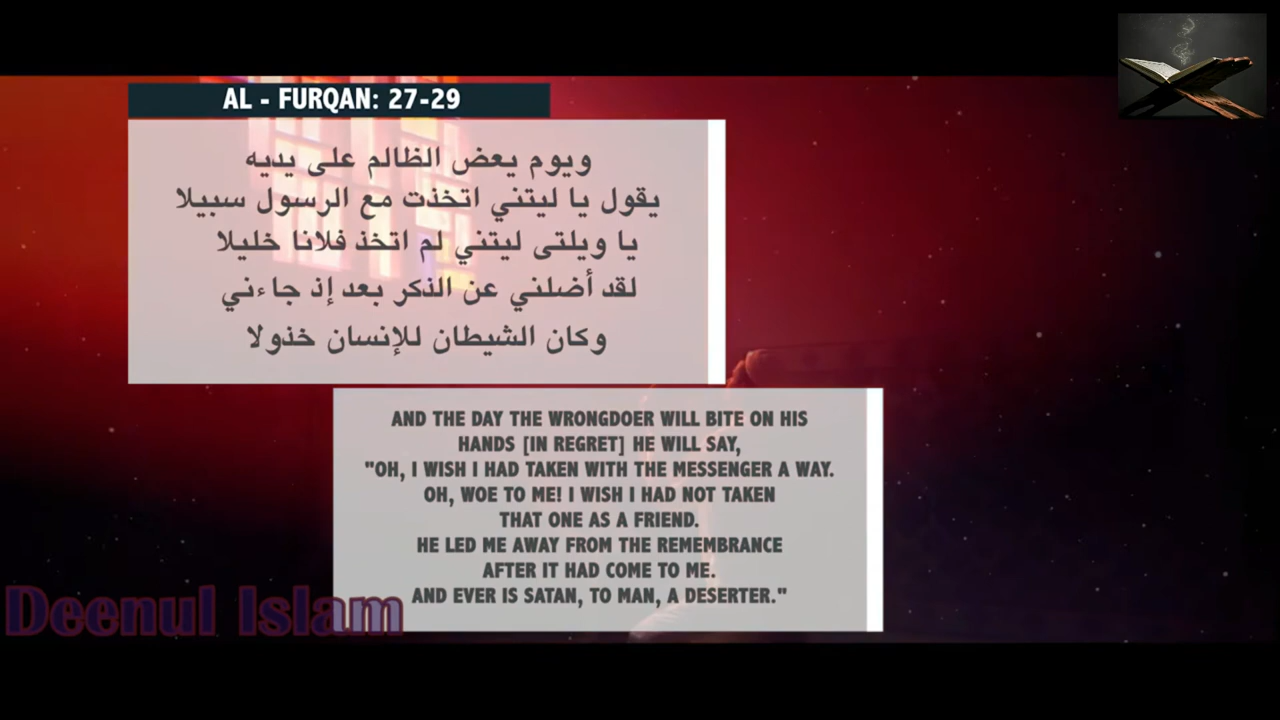 AL - FURQAN: 27-29
ويوم يعض الظالم على يديه
يقول يا ليتني اتخذت مع الرسول سبيلا
يا ويلتى ليتني لم اتخذ فلانا خليلا
لقد أضلني عن الذكر بعد إذ جاءني
وكان الشيطان للإنسان خذولا
AND THE DAY THE WRONGDOER WILL BITE ON HIS
HANDS [IN REGRET] HE WILL SAY,
"OH, I WISH I HAD TAKEN WITH THE MESSENGER A WAY.
OH, WOE TO ME! I WISH I HAD NOT TAKEN
THAT ONE AS A FRIEND.
HE LED ME AWAY FROM THE REMEMBRANCE
AFTER IT HAD COME TO ME.
AND EVER IS SATAN, TO MAN, A DESERTER."
Deenul Islam